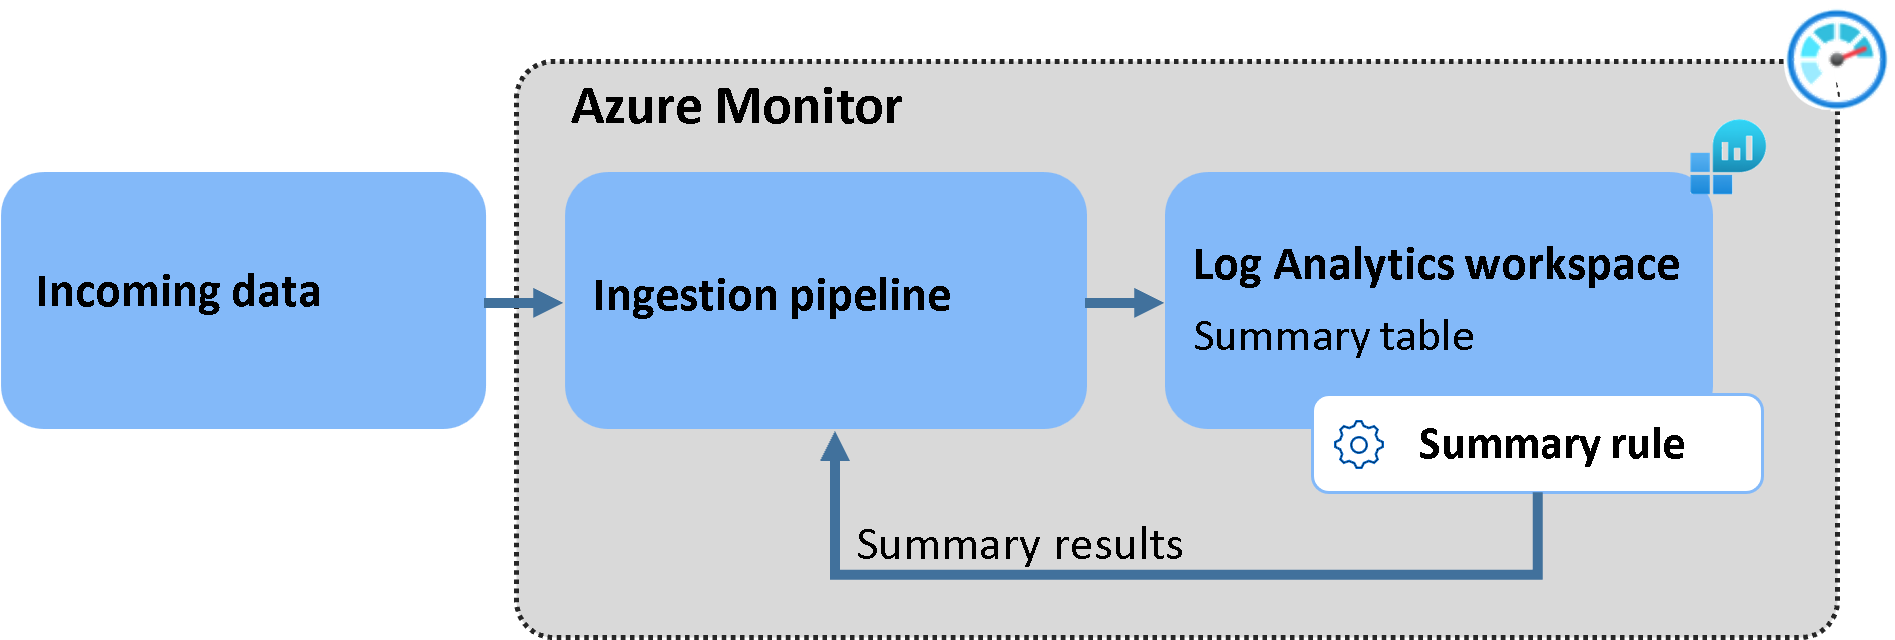 Azure Monitor
Incoming data
Ingestion pipeline
Log Analytics workspace
Summary table
Summary rule
Summary results